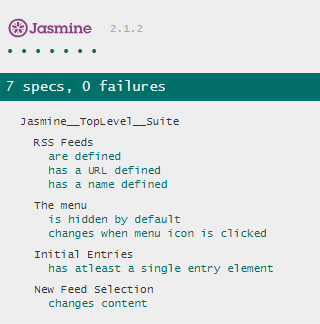 Jasmine 2.1.2
• • • • • • •
7 specs, 0 failures
Jasmine__TopLevel__Suite
RSS Feeds
are defined
has a URL defined
has a name defined
The menu
is hidden by default
changes when menu icon is clicked
Initial Entries
has atleast a single entry element
New Feed Selection
changes content